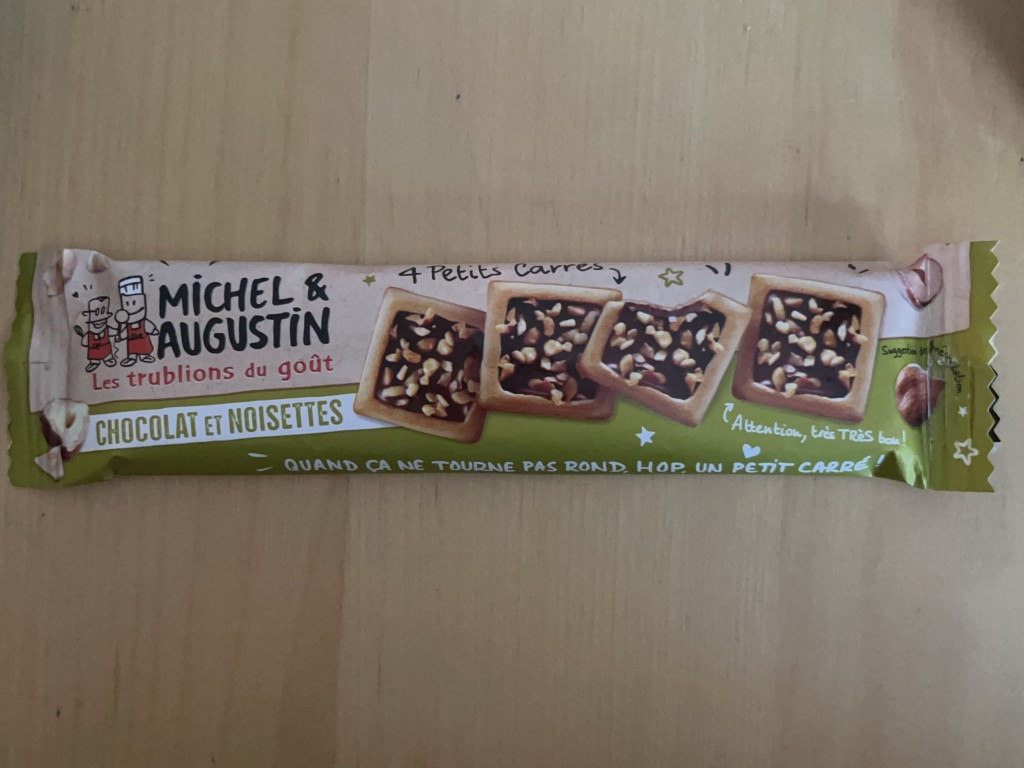 MiCHEL &
AUGUSTiN
Les trublions du goût
CHOCOLAT ET NOISETTES
4 Petits Carrés
Attention, très TRÈS bon!
Suggestion
QUAND ÇA NE TOURNE PAS ROND, HOP, UN PETIT CARRÉ !